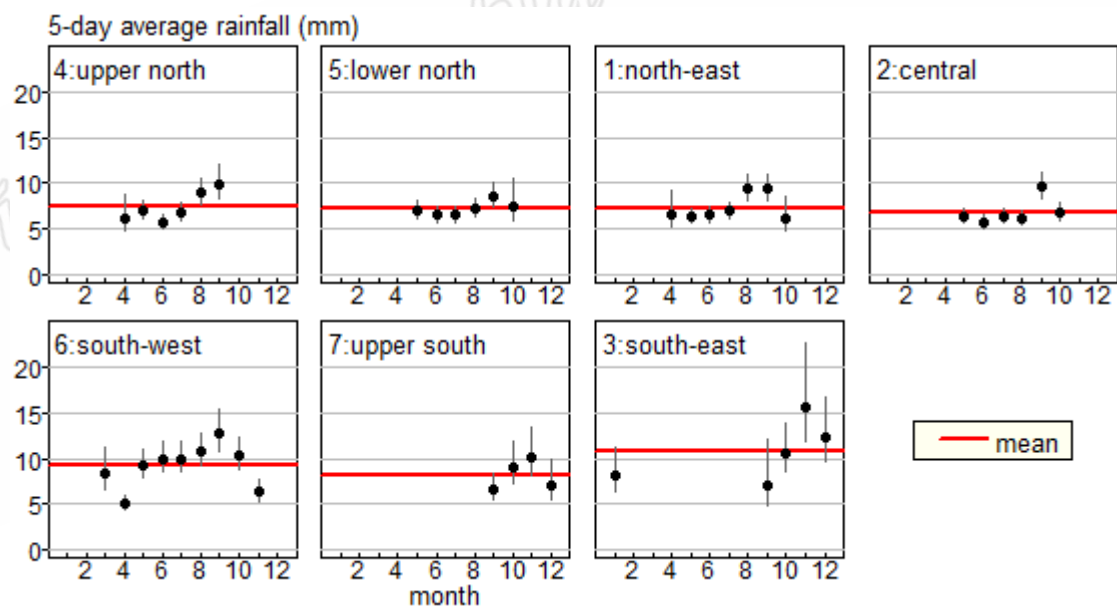 5-day average rainfall (mm)
4:upper north
5:lower north
1:north-east
2:central
20
15
10
5
0
2 4 6 8 10 12
2 4 6 8 10 12
2 4 6 8 10 12
2 4 6 8 10 12
6:south-west
7:upper south
3:south-east
20
15
10
5
0
mean
2 4 6 8 10 12
2 4 6 8 10 12
2 4 6 8 10 12
month